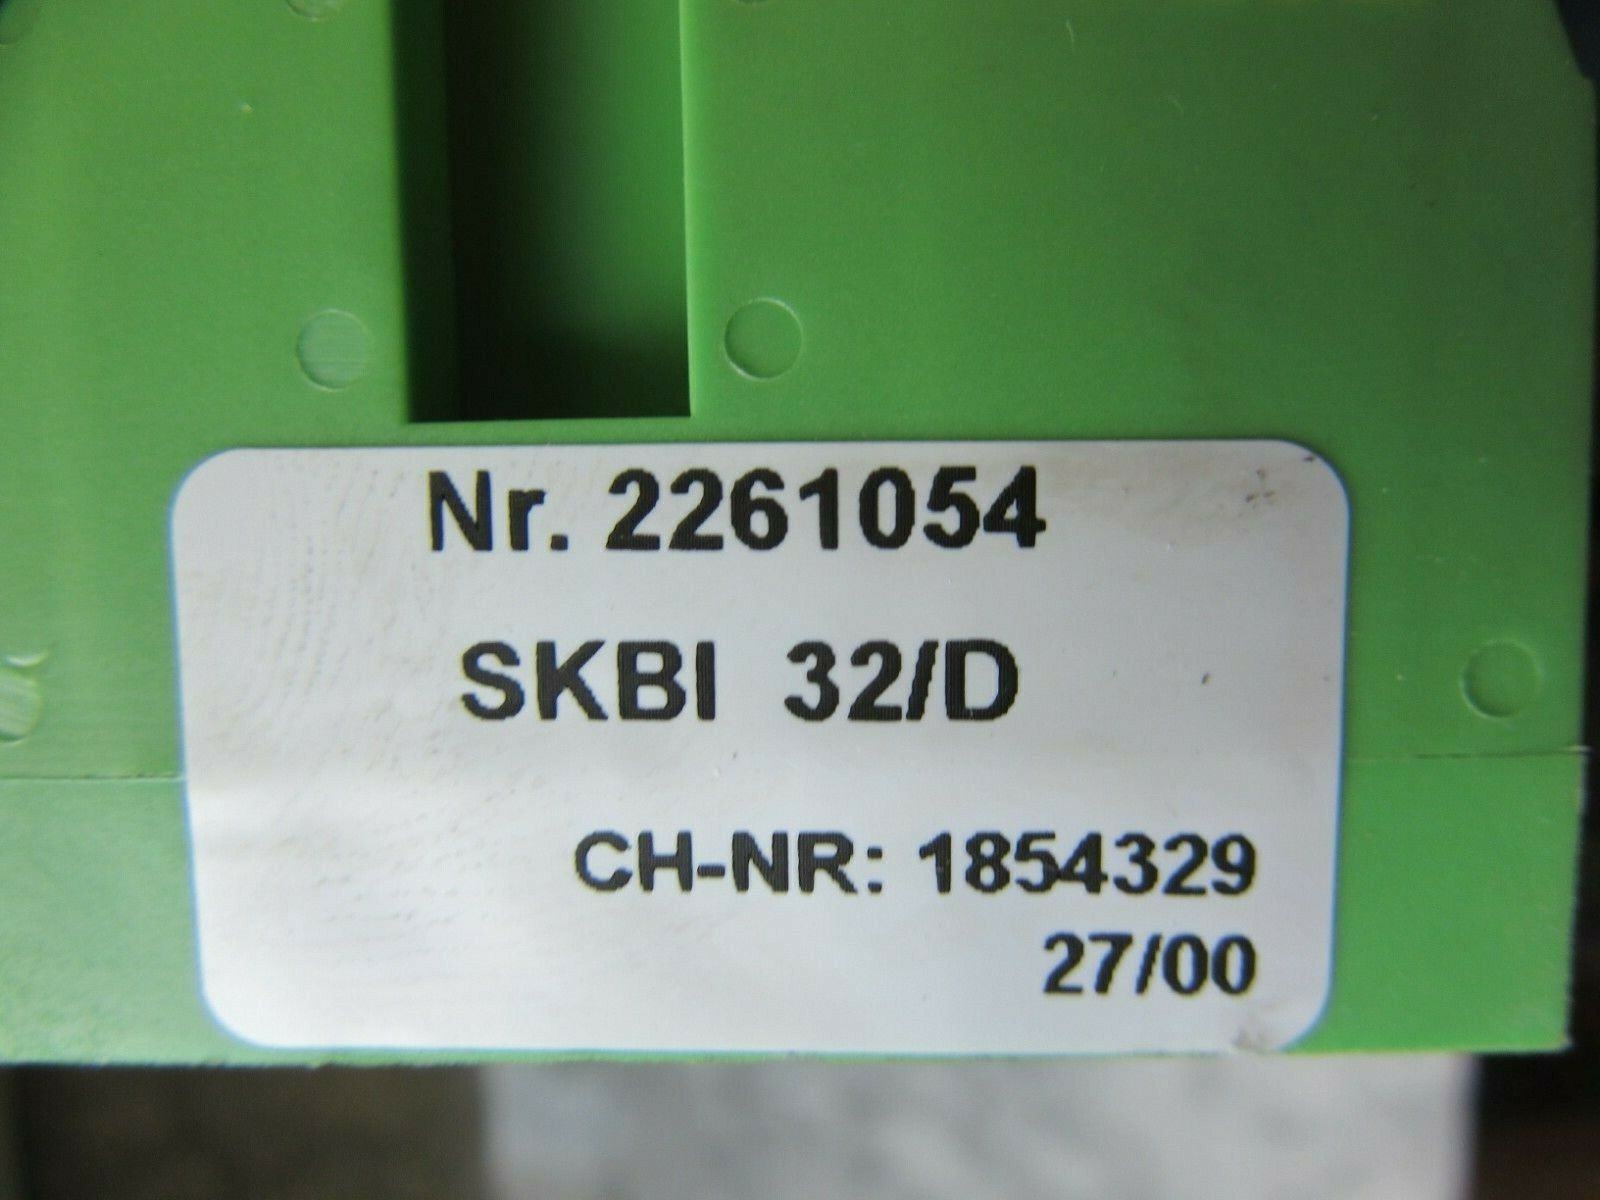 Nr. 2261054
SKBI 32/D
CH-NR: 1854329
27/00